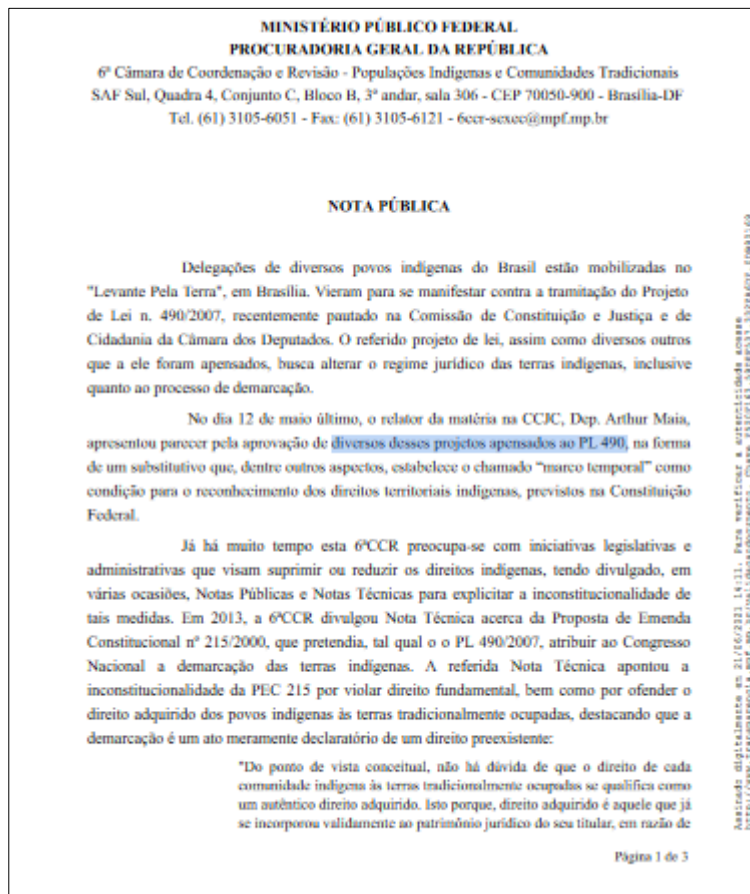 MINISTÉRIO PÚBLICO FEDERAL
PROCURADORIA GERAL DA REPÚBLICA
6ª Câmara de Coordenação e Revisão - Populações Indígenas e Comunidades Tradicionais
SAF Sul, Quadra 4, Conjunto C, Bloco B, 3º andar, sala 306 - CEP 70050-900 - Brasília-DF
Tel. (61) 3105-6051 - Fax: (61) 3105-6121 - 6ccr-sexec@mpf.mp.br
NOTA PÚBLICA
Delegações de diversos povos indígenas do Brasil estão mobilizadas no
"Levante Pela Terra", em Brasília. Vieram para se manifestar contra a tramitação do Projeto
de Lei n. 490/2007, recentemente pautado na Comissão de Constituição e Justiça e de
Cidadania da Câmara dos Deputados. O referido projeto de lei, assim como diversos outros
que a ele foram apensados, busca alterar o regime jurídico das terras indígenas, inclusive
quanto ao processo de demarcação.
No dia 12 de maio último, o relator da matéria na CCJC, Dep. Arthur Maia,
apresentou parecer pela aprovação de diversos desses projetos apensados ao PL 490, na forma
de um substitutivo que, dentre outros aspectos, estabelece o chamado "marco temporal" como
condição para o reconhecimento dos direitos territoriais indígenas, previstos na Constituição
Federal.
Já há muito tempo esta 6ªCCR preocupa-se com iniciativas legislativas e
administrativas que visam suprimir ou reduzir os direitos indígenas, tendo divulgado, em
várias ocasiões, Notas Públicas e Notas Técnicas para explicitar a inconstitucionalidade de
tais medidas. Em 2013, a 6ªCCR divulgou Nota Técnica acerca da Proposta de Emenda
Constitucional nº 215/2000, que pretendia, tal qual o o PL 490/2007, atribuir ao Congresso
Nacional a demarcação das terras indígenas. A referida Nota Técnica apontou a
inconstitucionalidade da PEC 215 por violar direito fundamental, bem como por ofender o
direito adquirido dos povos indígenas às terras tradicionalmente ocupadas, destacando que a
demarcação é um ato meramente declaratório de um direito preexistente:
"Do ponto de vista conceitual, não há dúvida de que o direito de cada
comunidade indígena às terras tradicionalmente ocupadas se qualifica como
um autêntico direito adquirido. Isto porque, direito adquirido é aquele que já
se incorporou validamente ao patrimônio jurídico do seu titular, em razão de
Página 1 de 3
Assinado digitalmente em 21/06/2021 14:11. Para verificar a autenticidade acesse